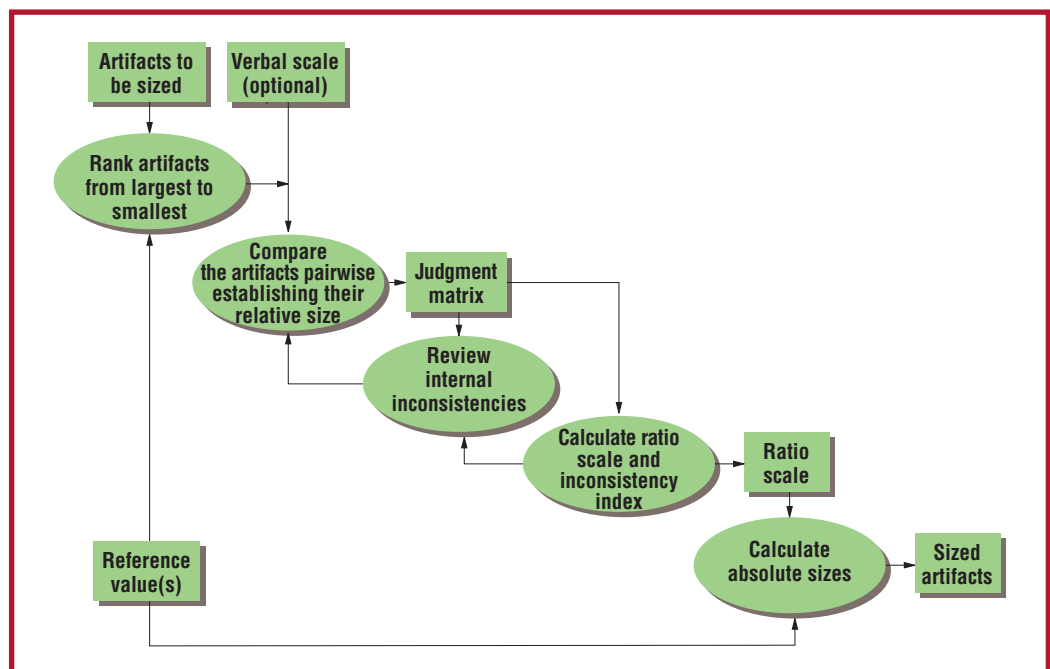 Artifacts to
be sized
Verbal scale
(optional)
Rank artifacts
from largest to
smallest
Compare
the artifacts pairwise
establishing their
relative size
Judgment
matrix
Review
internal
inconsistencies
Calculate ratio
scale and
inconsistency
index
Ratio
scale
Reference
value(s)
Calculate
absolute sizes
Sized
artifacts